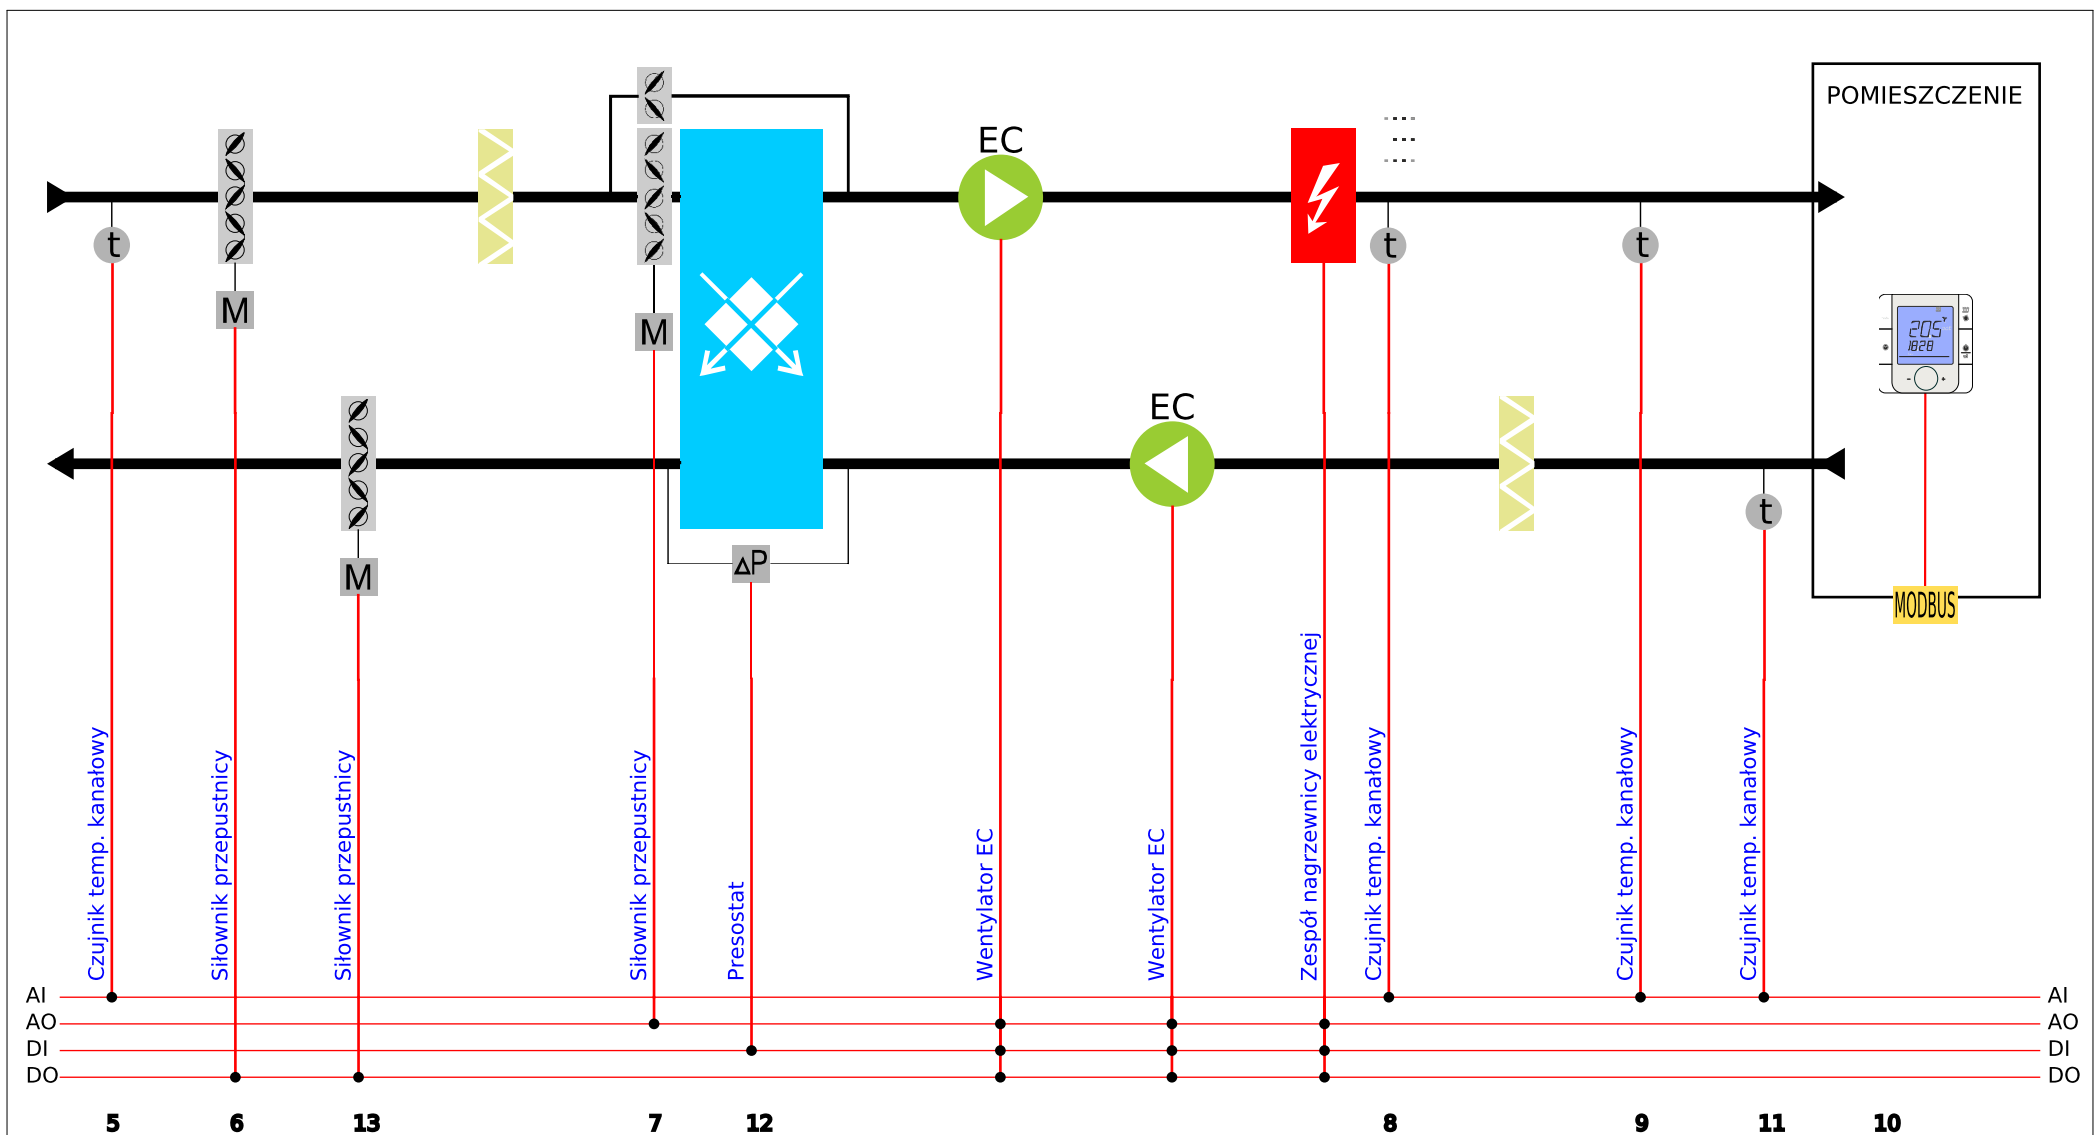 POMIESZCZENIE
EC
t
t
t
M
M
205
1828
EC
t
M
ΔP
MODBUS
Czujnik temp. kanałowy
Siłownik przepustnicy
Siłownik przepustnicy
Siłownik przepustnicy
Presostat
Wentylator EC
Wentylator EC
Zespół nagrzewnicy elektrycznej
Czujnik temp. kanałowy
Czujnik temp. kanałowy
Czujnik temp. kanałowy
AI AI
AO AO
DI DI
DO DO
5 6 13 7 12 8 9 11 10